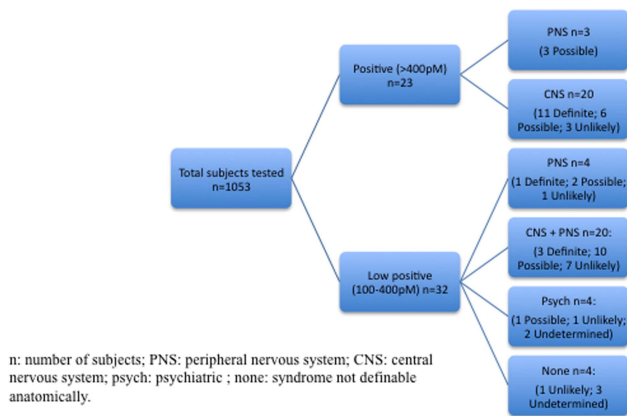 PNS n=3
(3 Possible)
Positive (>400pM)
n=23
CNS n=20
(11 Definite; 6
Possible; 3 Unlikely)
Total subjects tested
n=1053
PNS n=4
(1 Definite; 2 Possible;
1 Unlikely)
CNS + PNS n=20:
(3 Definite; 10
Possible; 7 Unlikely)
Low positive
(100-400pM) n=32
Psych n=4:
(1 Possible; 1 Unlikely;
2 Undetermined)
None n=4:
(1 Unlikely; 3
Undetermined)
n: number of subjects; PNS: peripheral nervous system; CNS: central
nervous system; psych: psychiatric ; none: syndrome not definable
anatomically.